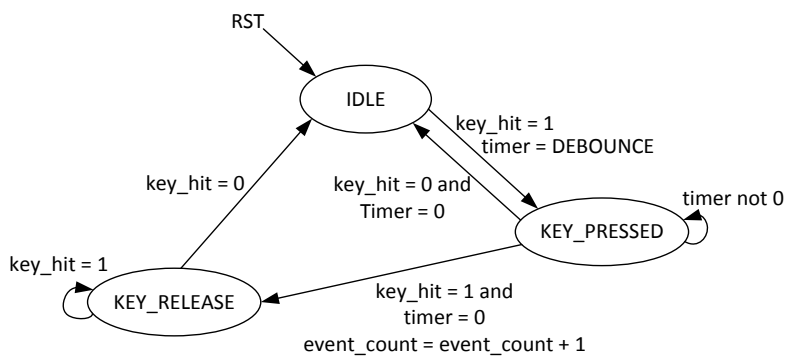 RST
IDLE
key_hit = 1
timer = DEBOUNCE
key_hit = 0
key_hit = 0 and
Timer = 0
timer not 0
KEY_PRESSED
key_hit = 1
KEY_RELEASE
key_hit = 1 and
timer = 0
event_count = event_count + 1